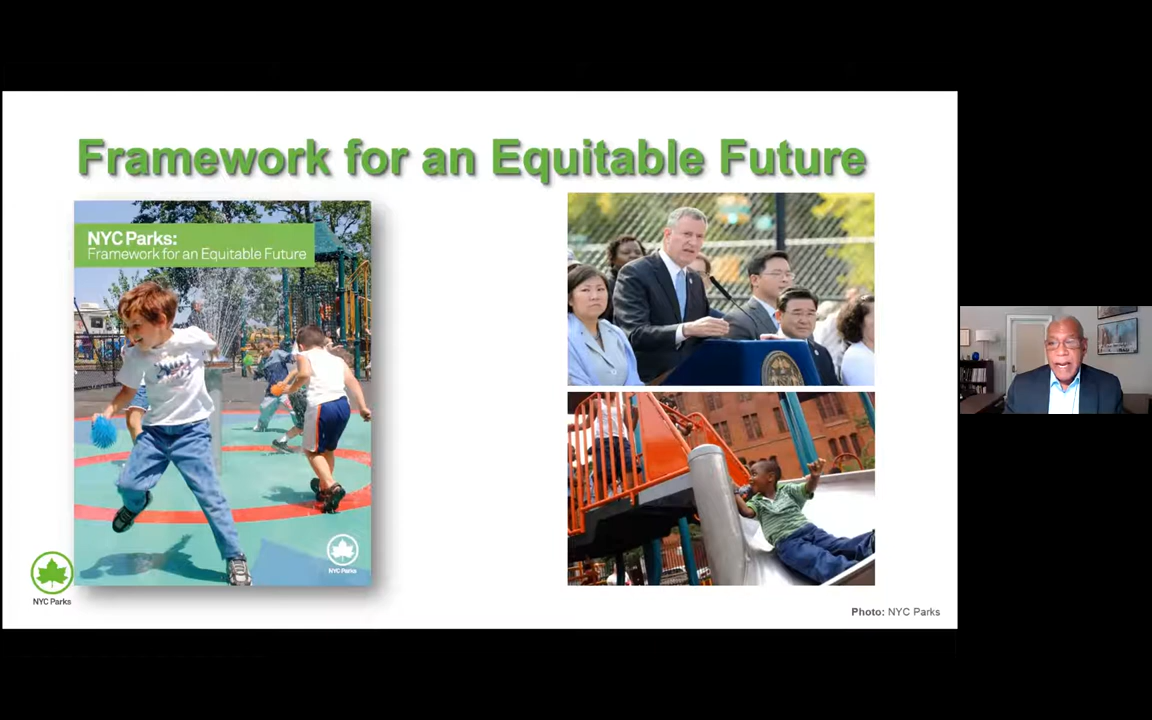 Framework for an Equitable Future
NYC Parks:
Framework for an Equitable Future
NYC Parks
NYC Parks
Photo: NYC Parks